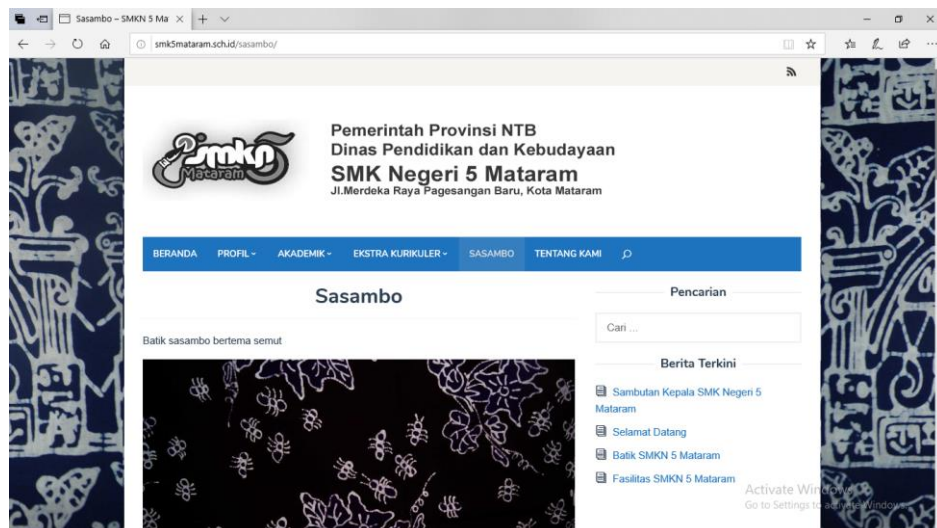 Sasambo – SMKN 5 Ma
smk5mataram.sch.id/sasambo/
smkn5
Mataram
Pemerintah Provinsi NTB
Dinas Pendidikan dan Kebudayaan
SMK Negeri 5 Mataram
Jl.Merdeka Raya Pagesangan Baru, Kota Mataram
BERANDA PROFIL AKADEMIK EKSTRA KURIKULER SASAMBO TENTANG KAMI
Sasambo
Batik sasambo bertema semut
Pencarian
Cari ...
Berita Terkini
Sambutan Kepala SMK Negeri 5
Mataram
Selamat Datang
Batik SMKN 5 Mataram
Fasilitas SMKN 5 Mataram
Activate Windows
Go to Settings to activate Windows.